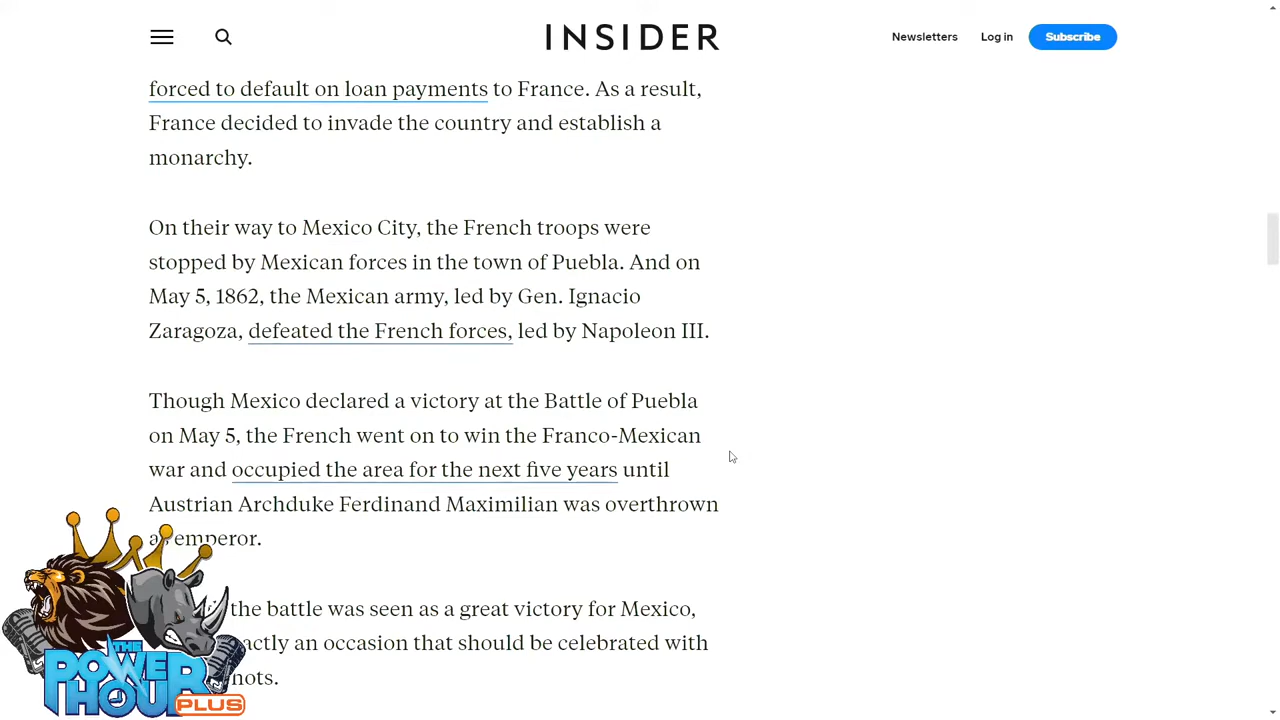 INSIDER
Newsletters
Log in
Subscribe
forced to default on loan payments to France. As a result,
France decided to invade the country and establish a
monarchy.
On their way to Mexico City, the French troops were
stopped by Mexican forces in the town of Puebla. And on
May 5, 1862, the Mexican army, led by Gen. Ignacio
Zaragoza, defeated the French forces, led by Napoleon III.
Though Mexico declared a victory at the Battle of Puebla
on May 5, the French went on to win the Franco-Mexican
war and occupied the area for the next five years until
Austrian Archduke Ferdinand Maximilian was overthrown
as emperor.
the battle was seen as a great victory for Mexico,
an occasion that should be celebrated with
THE
POWER
HOUR
PLUS